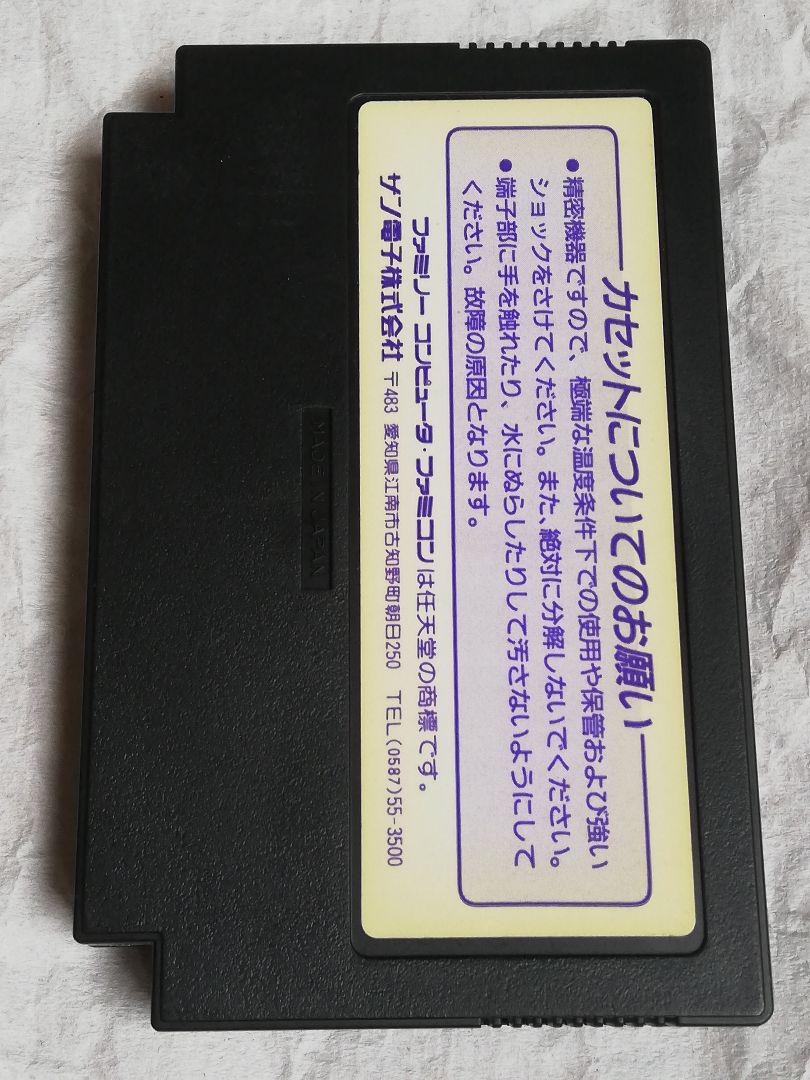 カセットについてのお願い
●精密機器ですので、極端な温度条件下での使用や保管および強い
ショックをさけてください。また、絶対に分解しないでください。
●端子部に手を触れたり、水にぬらしたりして汚さないようにして
ください。故障の原因となります。
ファミリーコンピュータ・ファミコンは任天堂の商標です。
サン電子株式会社 〒483 愛知県江南市古知野町朝日250 TEL(0587)55-3500
MADE IN JAPAN